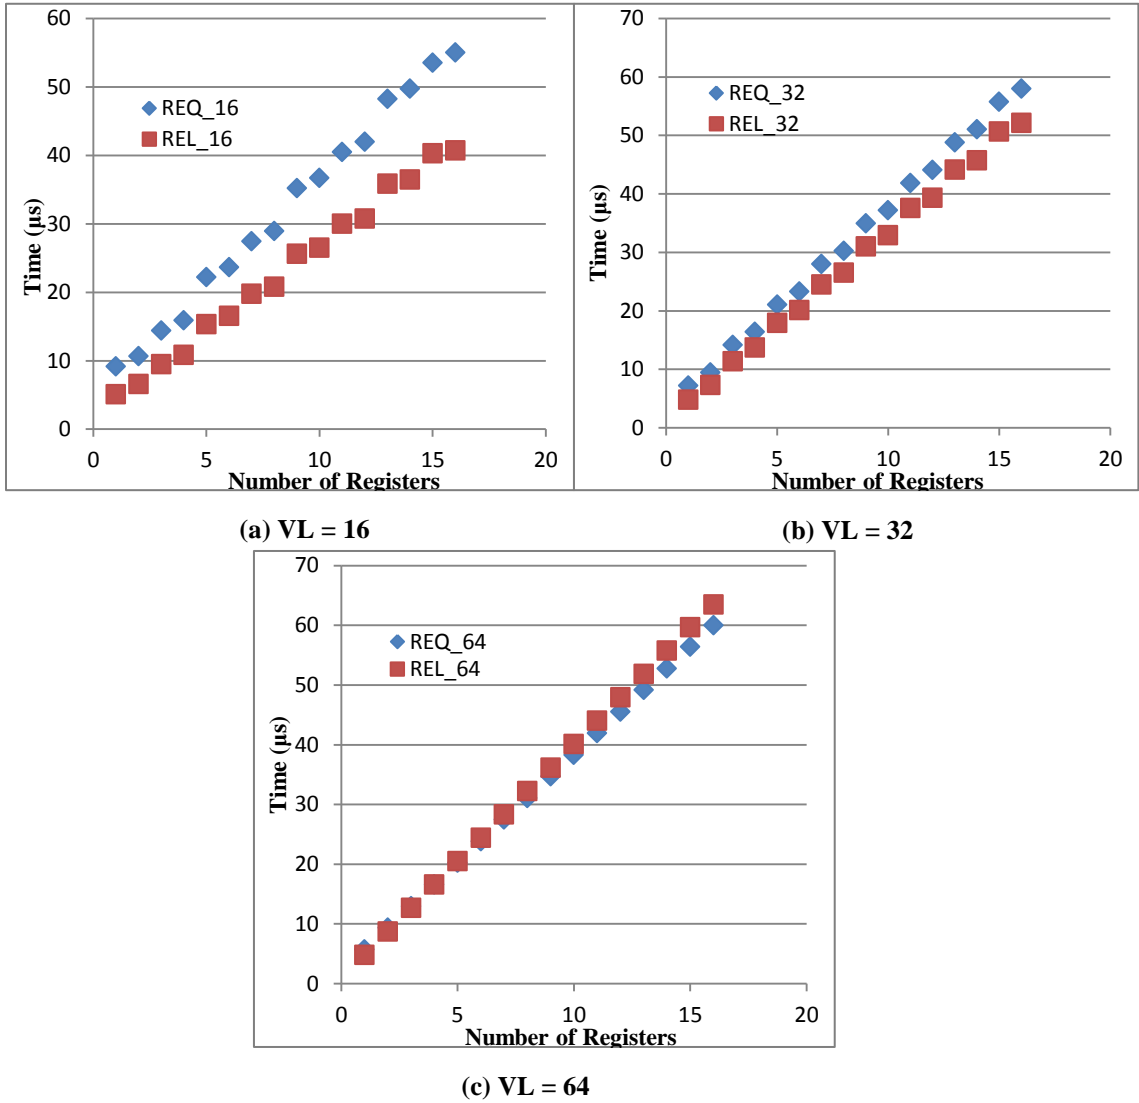 60
50
40
30
20
10
0
Time (µs)
REQ_16
REL_16
0 5 10 15 20
Number of Registers
(a) VL = 16
70
60
50
40
30
20
10
0
Time (µs)
REQ_32
REL_32
0 5 10 15 20
Number of Registers
(b) VL = 32
70
60
50
40
30
20
10
0
Time (µs)
REQ_64
REL_64
0 5 10 15 20
Number of Registers
(c) VL = 64